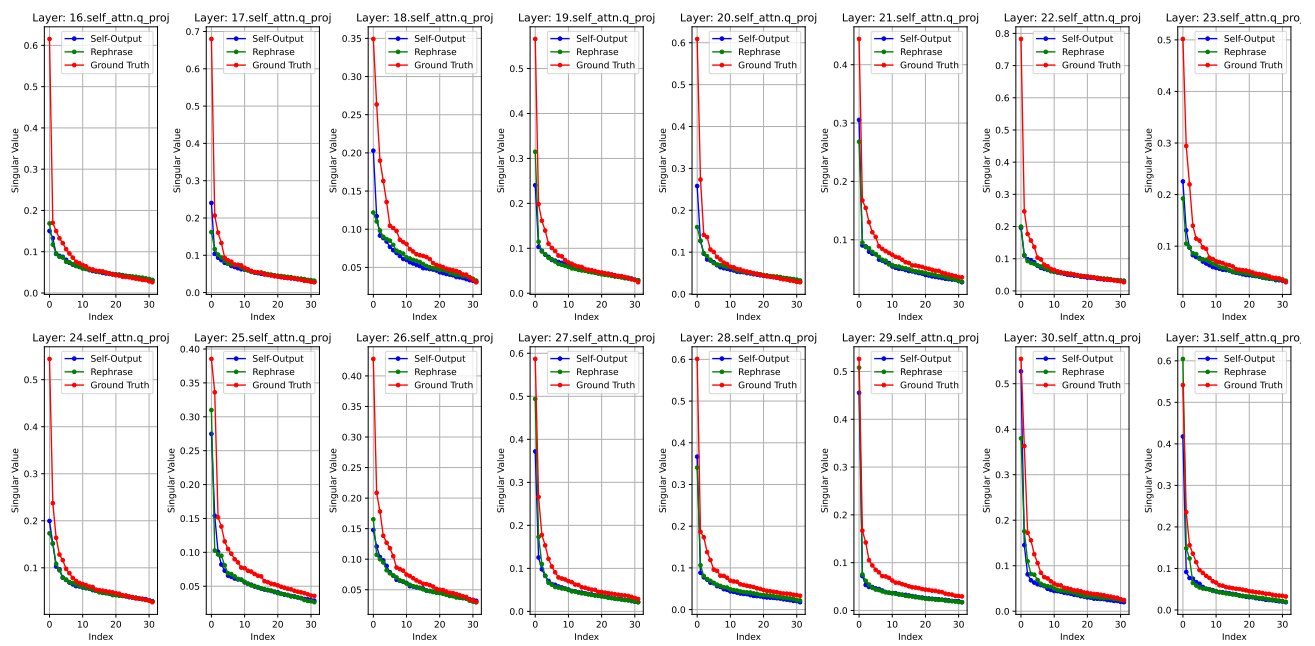 Layer: 16.self_attn.q_proj
Self-Output
Rephrase
Ground Truth
Singular Value
0.6
0.5
0.4
0.3
0.2
0.1
0.0
0 10 20 30
Index
Layer: 17.self_attn.q_proj
Self-Output
Rephrase
Ground Truth
Singular Value
0.7
0.6
0.5
0.4
0.3
0.2
0.1
0.0
0 10 20 30
Index
Layer: 18.self_attn.q_proj
Self-Output
Rephrase
Ground Truth
Singular Value
0.35
0.30
0.25
0.20
0.15
0.10
0.05
0 10 20 30
Index
Layer: 19.self_attn.q_proj
Self-Output
Rephrase
Ground Truth
Singular Value
0.5
0.4
0.3
0.2
0.1
0.0
0 10 20 30
Index
Layer: 20.self_attn.q_proj
Self-Output
Rephrase
Ground Truth
Singular Value
0.6
0.5
0.4
0.3
0.2
0.1
0.0
0 10 20 30
Index
Layer: 21.self_attn.q_proj
Self-Output
Rephrase
Ground Truth
Singular Value
0.4
0.3
0.2
0.1
0 10 20 30
Index
Layer: 22.self_attn.q_proj
Self-Output
Rephrase
Ground Truth
Singular Value
0.8
0.7
0.6
0.5
0.4
0.3
0.2
0.1
0.0
0 10 20 30
Index
Layer: 23.self_attn.q_proj
Self-Output
Rephrase
Ground Truth
Singular Value
0.5
0.4
0.3
0.2
0.1
0 10 20 30
Index
Layer: 24.self_attn.q_proj
Self-Output
Rephrase
Ground Truth
Singular Value
0.5
0.4
0.3
0.2
0.1
0 10 20 30
Index
Layer: 25.self_attn.q_proj
Self-Output
Rephrase
Ground Truth
Singular Value
0.40
0.35
0.30
0.25
0.20
0.15
0.10
0.05
0 10 20 30
Index
Layer: 26.self_attn.q_proj
Self-Output
Rephrase
Ground Truth
Singular Value
0.40
0.35
0.30
0.25
0.20
0.15
0.10
0.05
0 10 20 30
Index
Layer: 27.self_attn.q_proj
Self-Output
Rephrase
Ground Truth
Singular Value
0.6
0.5
0.4
0.3
0.2
0.1
0.0
0 10 20 30
Index
Layer: 28.self_attn.q_proj
Self-Output
Rephrase
Ground Truth
Singular Value
0.6
0.5
0.4
0.3
0.2
0.1
0.0
0 10 20 30
Index
Layer: 29.self_attn.q_proj
Self-Output
Rephrase
Ground Truth
Singular Value
0.5
0.4
0.3
0.2
0.1
0.0
0 10 20 30
Index
Layer: 30.self_attn.q_proj
Self-Output
Rephrase
Ground Truth
Singular Value
0.5
0.4
0.3
0.2
0.1
0.0
0 10 20 30
Index
Layer: 31.self_attn.q_proj
Self-Output
Rephrase
Ground Truth
Singular Value
0.6
0.5
0.4
0.3
0.2
0.1
0.0
0 10 20 30
Index